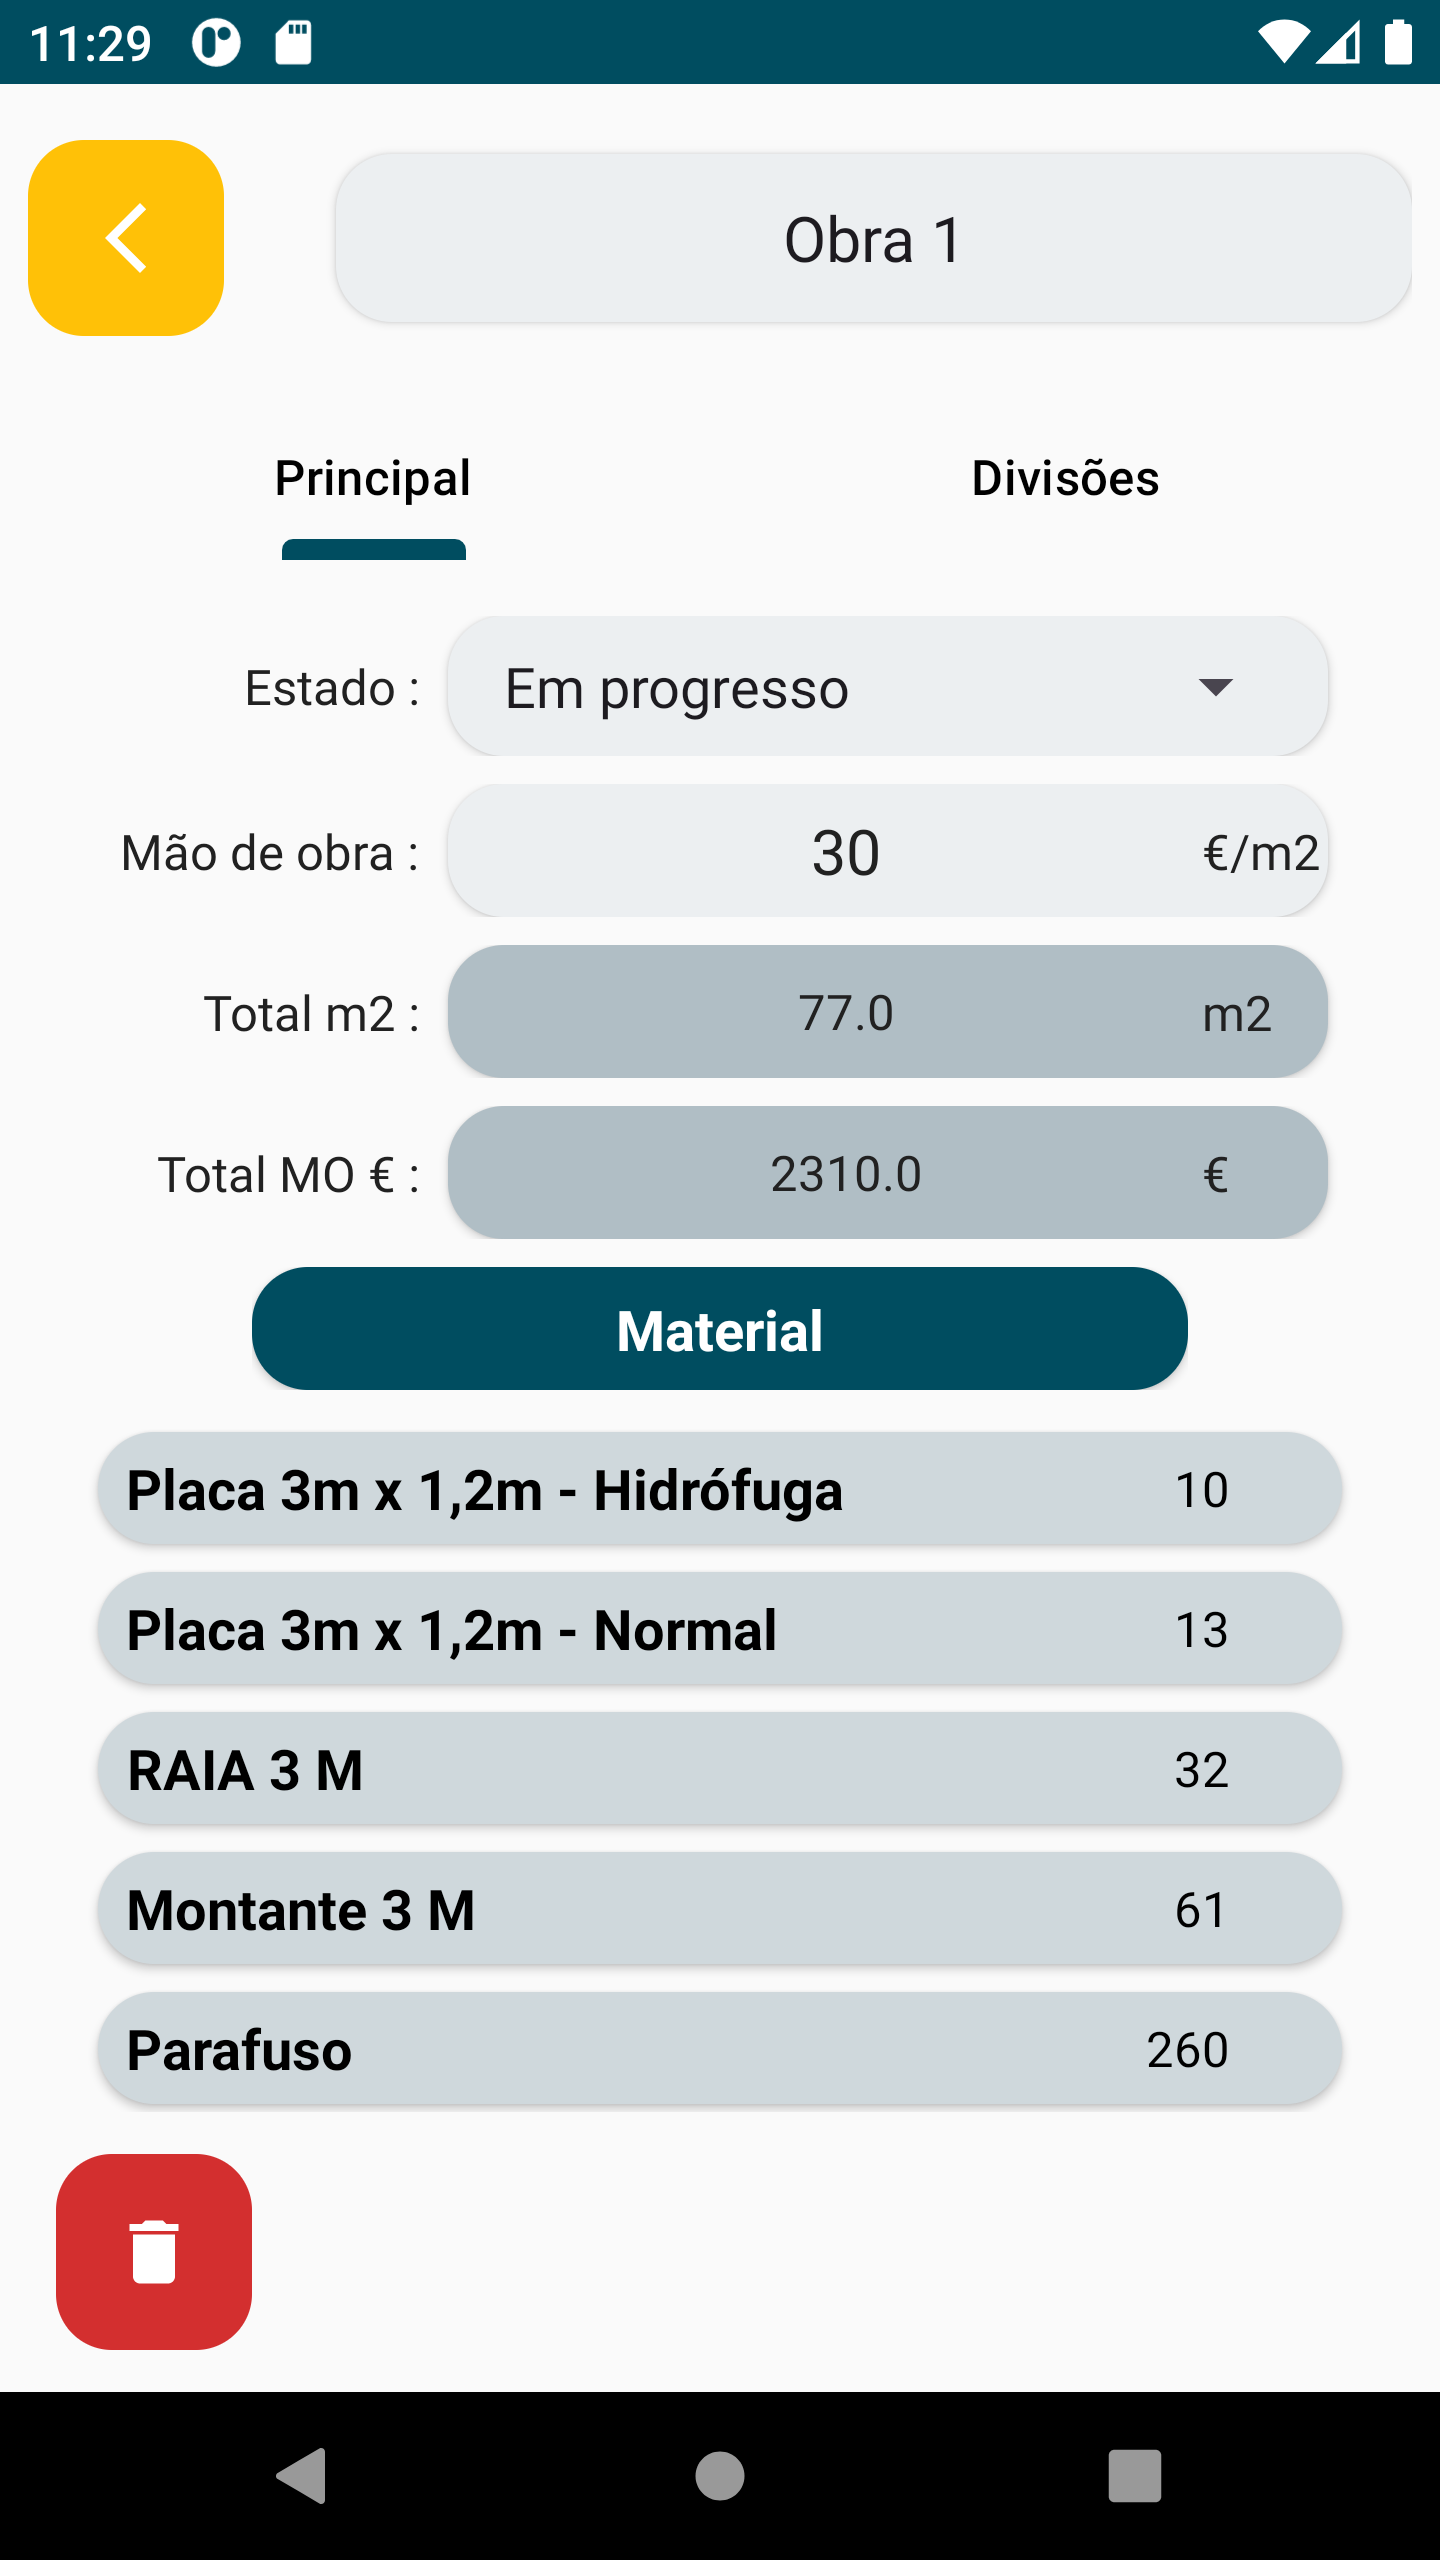 11:29
Obra 1
Principal Divisões
Estado : Em progresso
Mão de obra : 30 €/m2
Total m2 : 77.0 m2
Total MO € : 2310.0 €
Material
Placa 3m x 1,2m - Hidrófuga 10
Placa 3m x 1,2m - Normal 13
RAIA 3 M 32
Montante 3 M 61
Parafuso 260